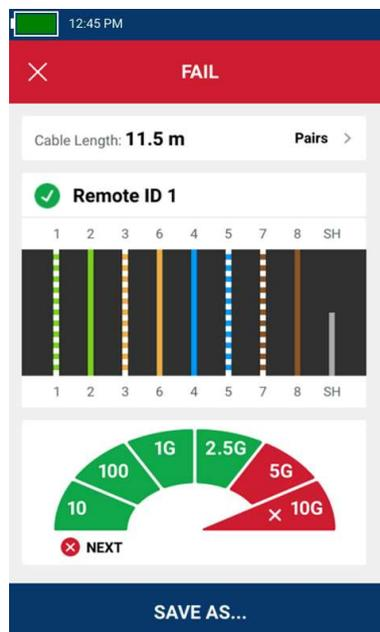 12:45 PM
FAIL
Cable Length: 11.5 m Pairs >
Remote ID 1
1 2 3 6 4 5 7 8 SH
1 2 3 6 4 5 7 8 SH
10 100 1G 2.5G 5G 10G
NEXT
SAVE AS...